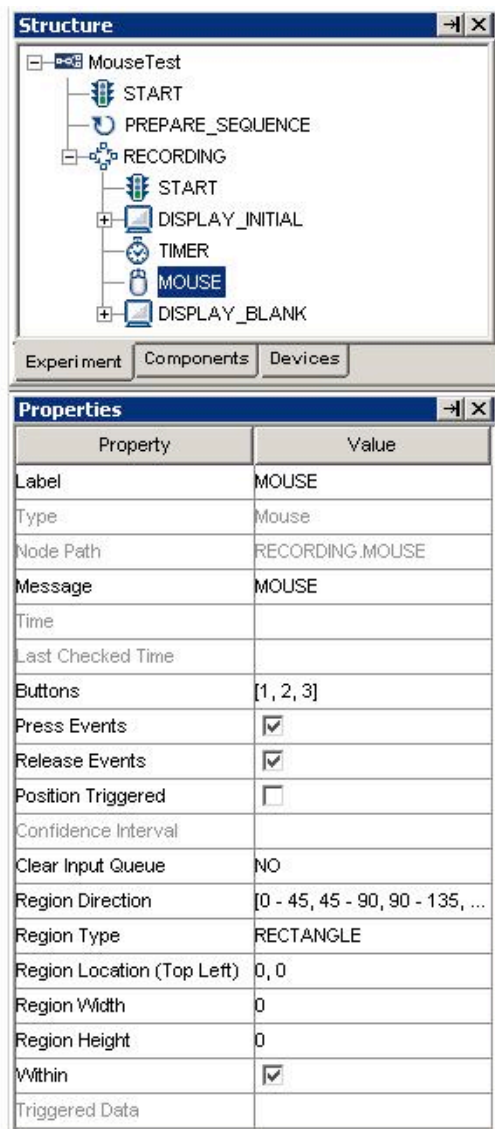 Structure
MouseTest
START
PREPARE_SEQUENCE
RECORDING
START
DISPLAY_INITIAL
TIMER
MOUSE
DISPLAY_BLANK
Experiment Components Devices
Properties
Property Value
Label MOUSE
Type Mouse
Node Path RECORDING.MOUSE
Message MOUSE
Time
Last Checked Time
Buttons [1, 2, 3]
Press Events
Release Events
Position Triggered
Confidence Interval
Clear Input Queue NO
Region Direction [0 - 45, 45 - 90, 90 - 135, ...
Region Type RECTANGLE
Region Location (Top Left) 0, 0
Region Width 0
Region Height 0
Within
Triggered Data